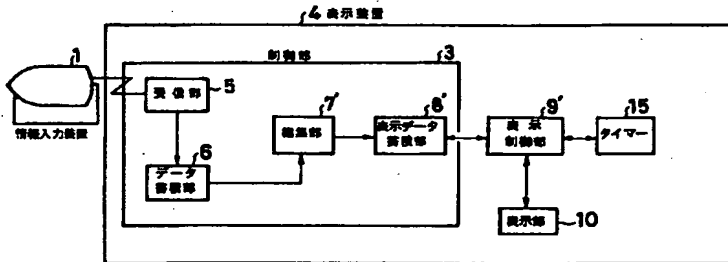 4 表示装置
1
制御部
3
受信部
5
情報入力装置
7'
編集部
8'
表示データ
蓄積部
9'
表示
制御部
15
タイマー
6
データ
蓄積部
表示部
10